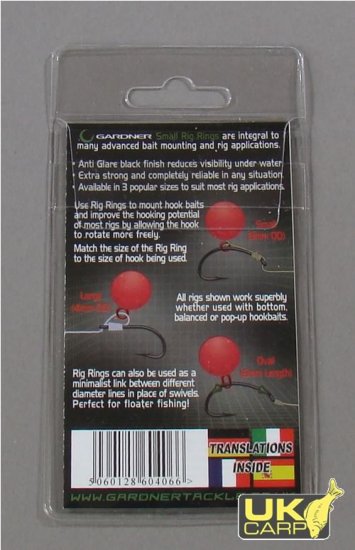 GARDNER Small Rig Rings are integral to
many advanced bait mounting and rig applications.
• Anti Glare black finish reduces visibility under water.
• Extra strong and completely reliable in any situation.
• Available in 3 popular sizes to suit most rig applications.
Use Rig Rings to mount hook baits
and improve the hooking potential
of most rigs by allowing the hook
to rotate more freely.
Match the size of the Rig Ring
to the size of hook being used.
Small
Large
All rigs shown work superbly
whether used with bottom,
balanced or pop-up hookbaits.
Oval
Rig Rings can also be used as a
minimalist link between different
diameter lines in place of swivels.
Perfect for floater fishing!
5060128 604066 >
TRANSLATIONS
INSIDE
UK
CARP